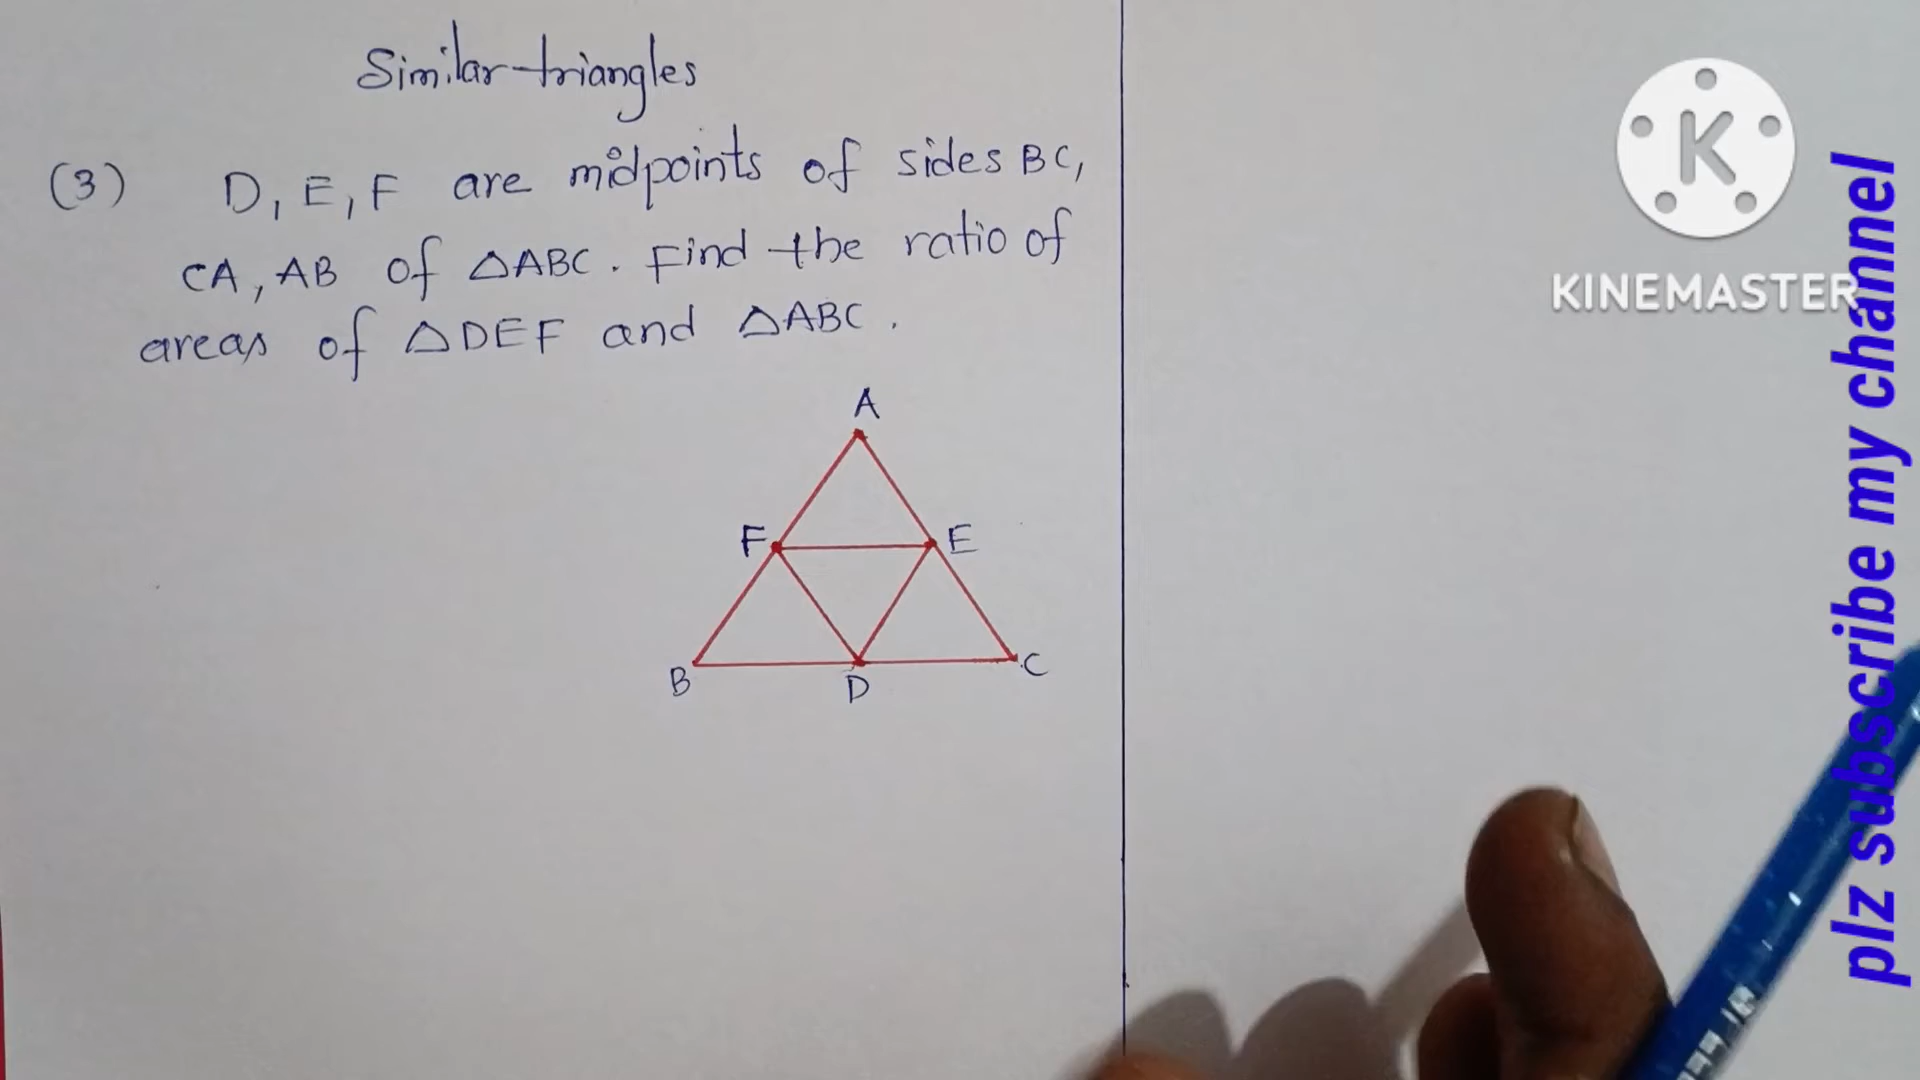 Similar triangles
(3) D, E, F are midpoints of sides BC,
CA, AB of △ABC. Find the ratio of
areas of △DEF and △ABC.
A
F E
B D C
K
KINEMASTER
plz subscribe my channel